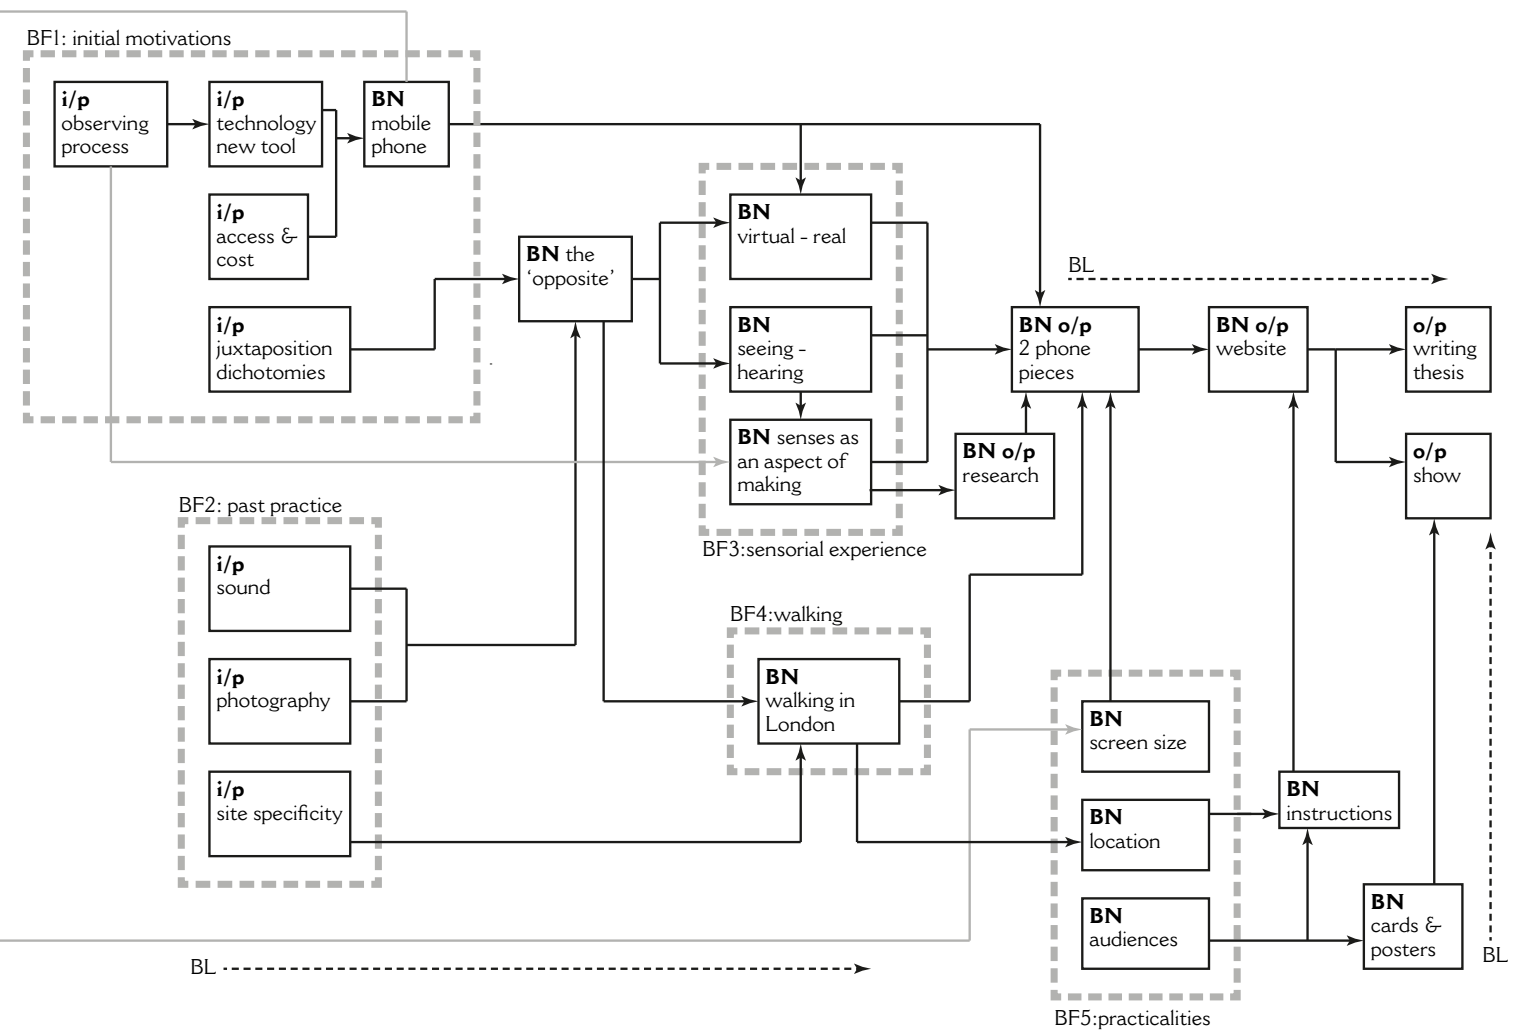 BF1: initial motivations
i/p
observing
process
i/p
technology
new tool
BN
mobile
phone
i/p
access &
cost
i/p
juxtaposition
dichotomies
BN the
‘opposite’
BN
virtual - real
BN
seeing -
hearing
BN senses as
an aspect of
making
BF3:sensorial experience
BL
BN o/p
2 phone
pieces
BN o/p
website
o/p
writing
thesis
BN o/p
research
o/p
show
BF2: past practice
i/p
sound
i/p
photography
i/p
site specificity
BF4:walking
BN
walking in
London
BN
screen size
BN
location
BN
audiences
BF5:practicalities
BN
instructions
BN
cards &
posters
BL
BL